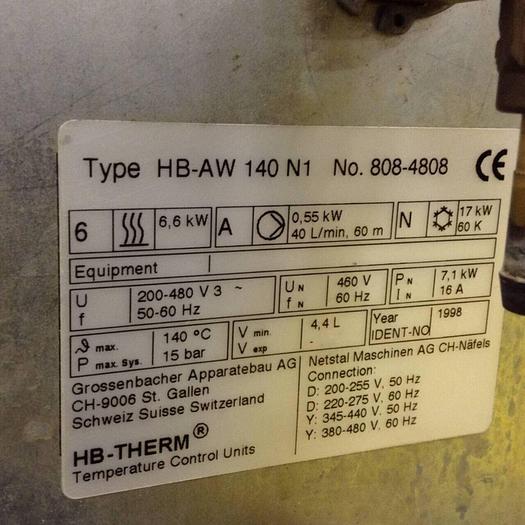 Type HB-AW 140 N1 No. 808-4808 CE
6 6,6 kW A 0,55 kW 40 L/min, 60 m N 17 kW 60 K
Equipment
U 200-480 V 3 ~ U N 460 V P N 7,1 kW
f 50-60 Hz f N 60 Hz I N 16 A
ϑ max. 140 °C V min. 4,4 L Year 1998
P max. Sys. 15 bar V exp - IDENT-NO
Grossenbacher Apparatebau AG
CH-9006 St. Gallen
Schweiz Suisse Switzerland
HB-THERM®
Temperature Control Units
Netstal Maschinen AG CH-Näfels
Connection:
D: 200-255 V, 50 Hz
D: 220-275 V, 60 Hz
Y: 345-440 V, 50 Hz
Y: 380-480 V, 60 Hz